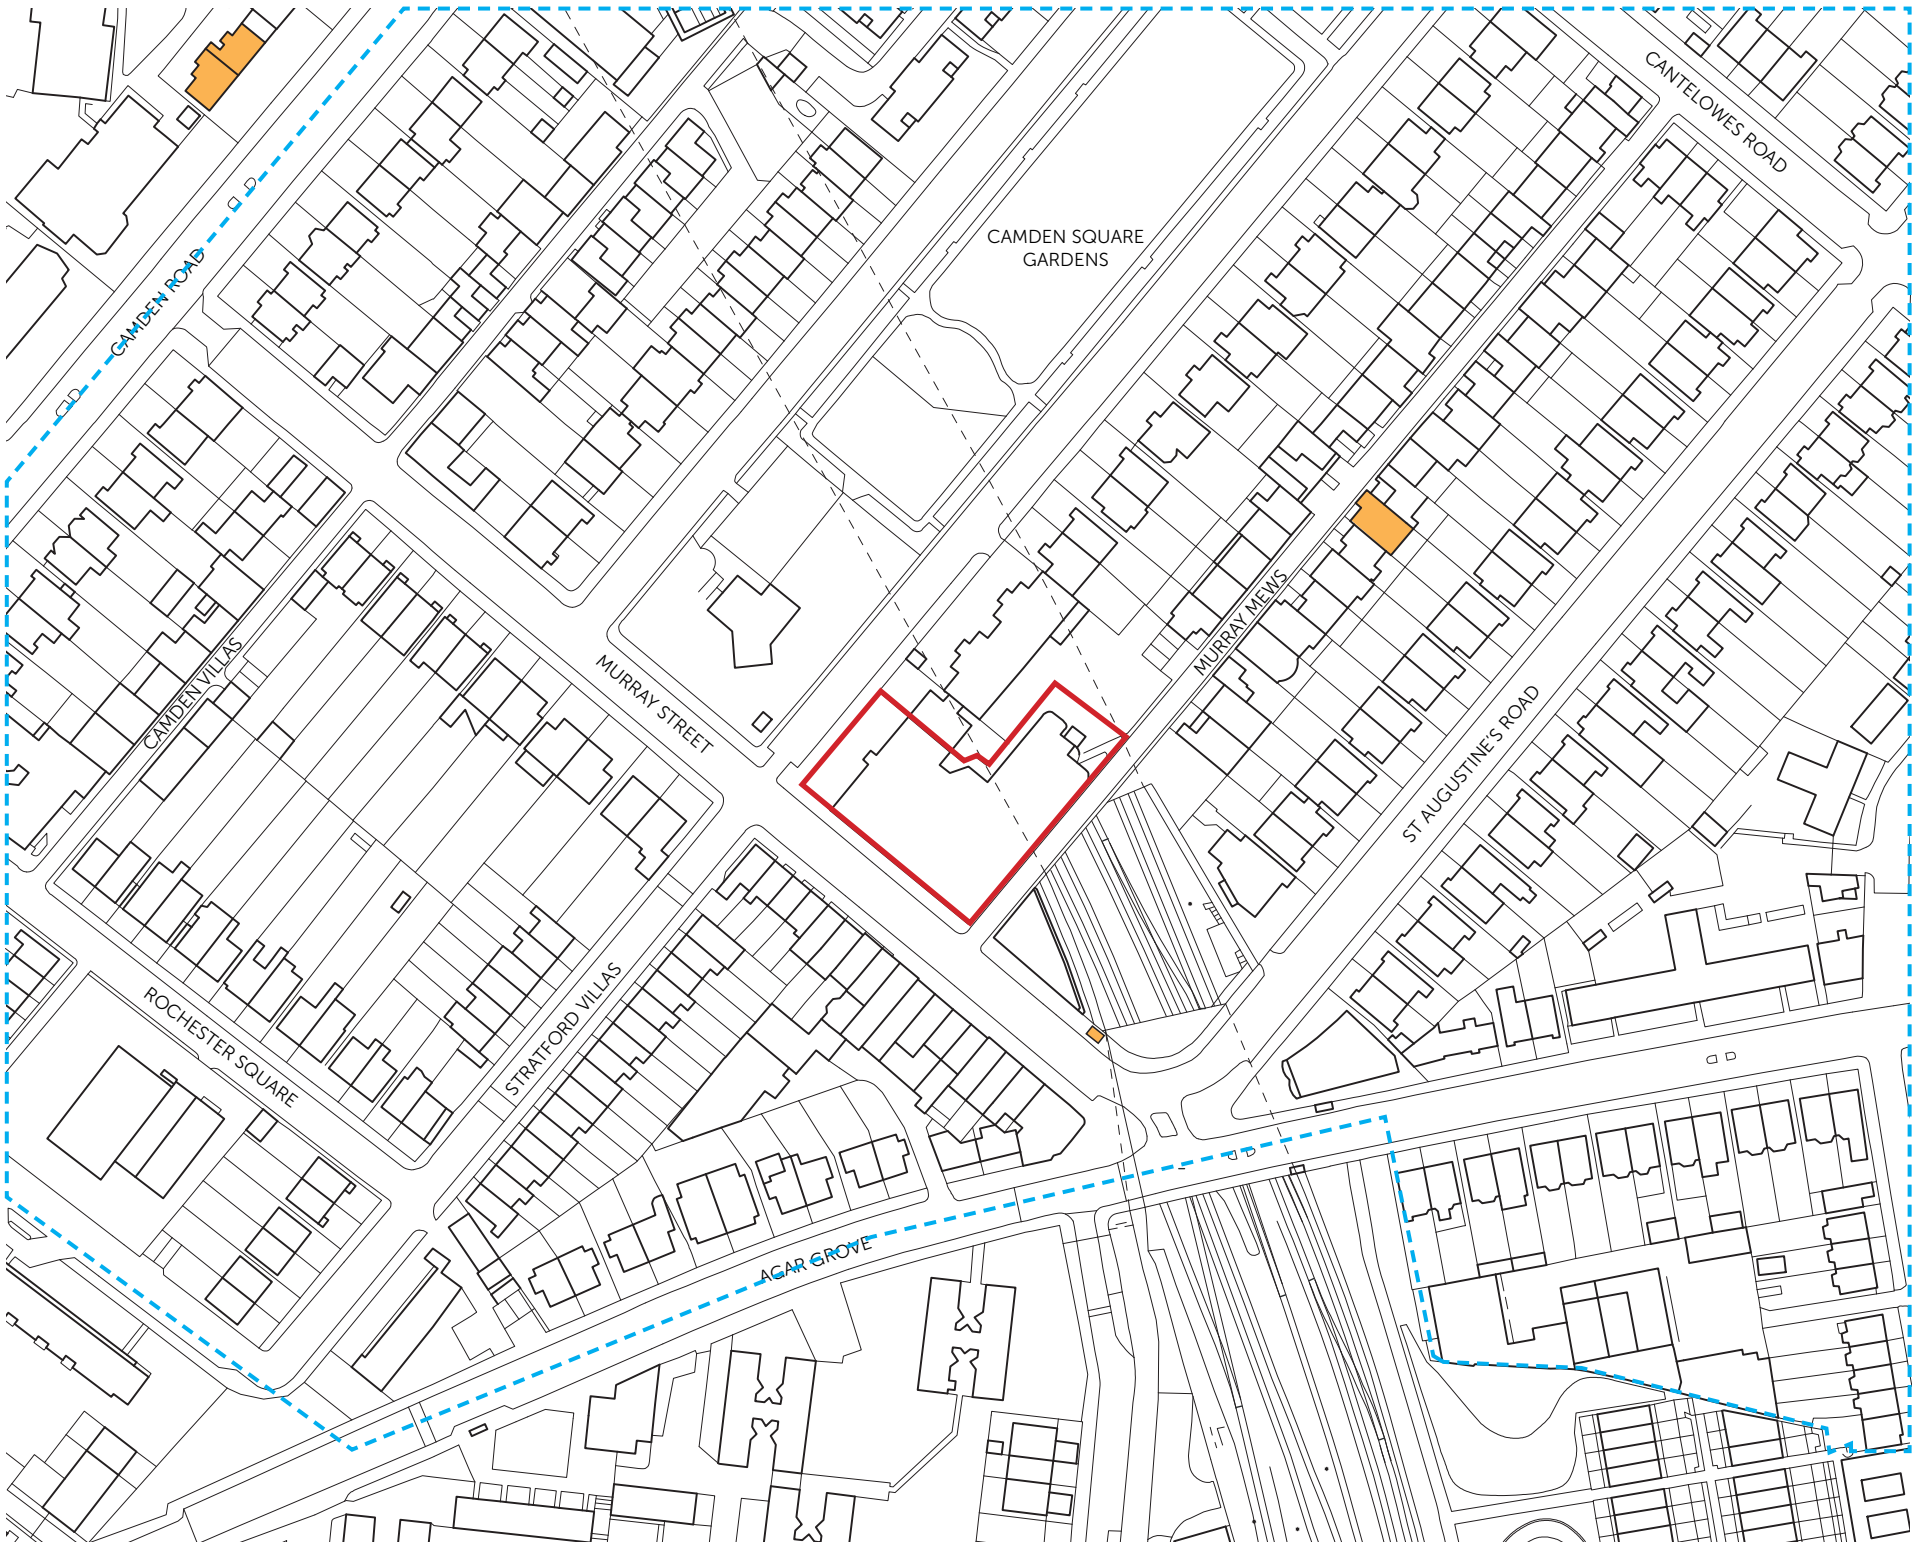 CANTELOWES ROAD
CAMDEN SQUARE
GARDENS
CAMDEN ROAD
MURRAY MEWS
CAMDEN VILLAS
MURRAY STREET
ST AUGUSTINE'S ROAD
ROCHESTER SQUARE
STRATFORD VILLAS
AGAR GROVE